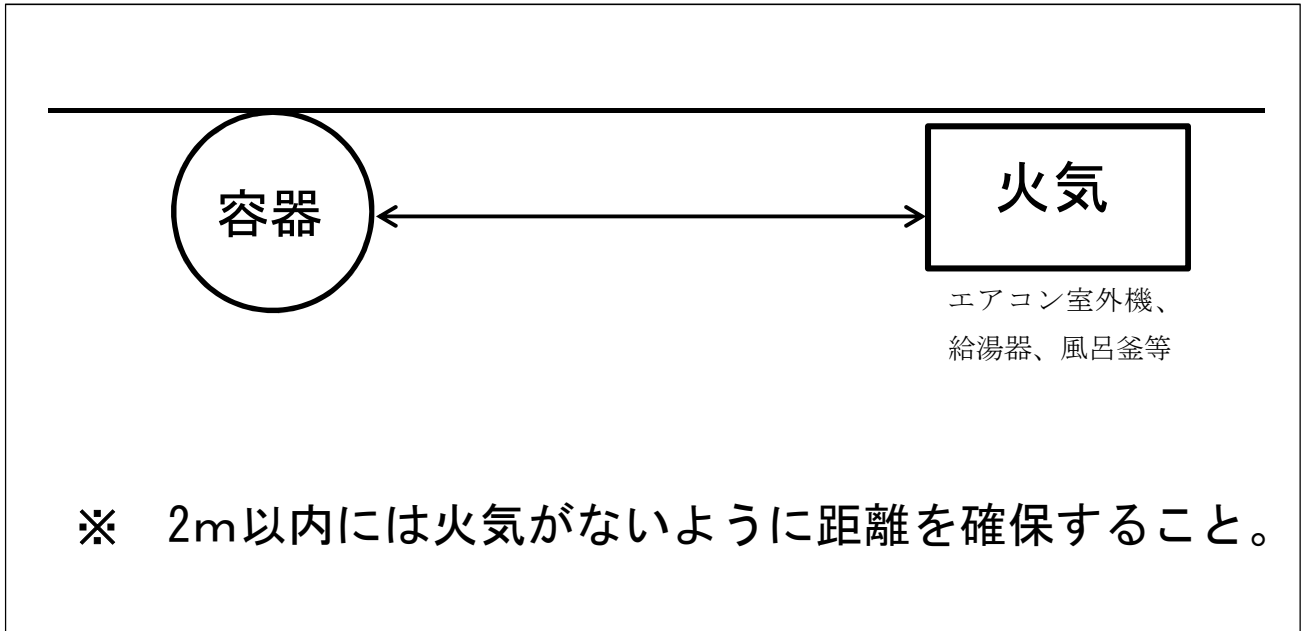 容器
火気
エアコン室外機、
給湯器、風呂釜等
※　2ｍ以内には火気がないように距離を確保すること。